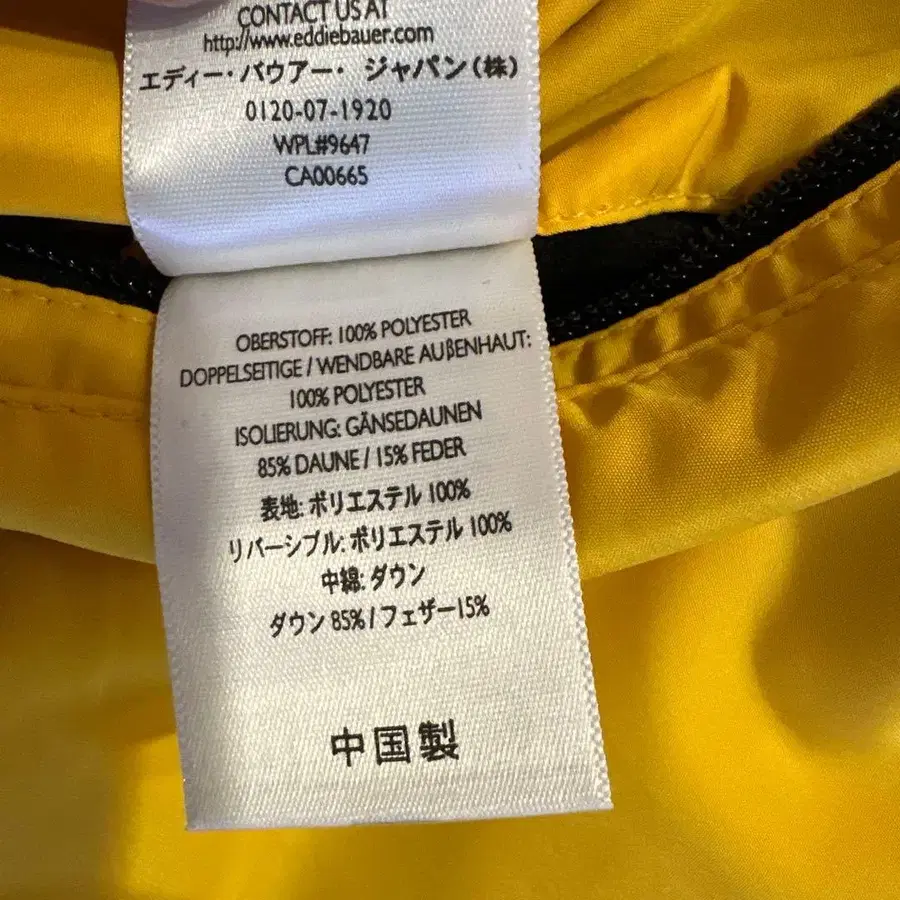 CONTACT US AT
http://www.eddiebauer.com
エディー・バウアー・ ジャパン(株)
0120-07-1920
WPL#9647
CA00665
OBERSTOFF: 100% POLYESTER
DOPPELSEITIGE / WENDBARE AUßENHAUT:
100% POLYESTER
ISOLIERUNG: GÄNSEDAUNEN
85% DAUNE / 15% FEDER
表地: ポリエステル 100%
リバーシブル: ポリエステル 100%
中綿: ダウン
ダウン 85% / フェザー 15%
中国製